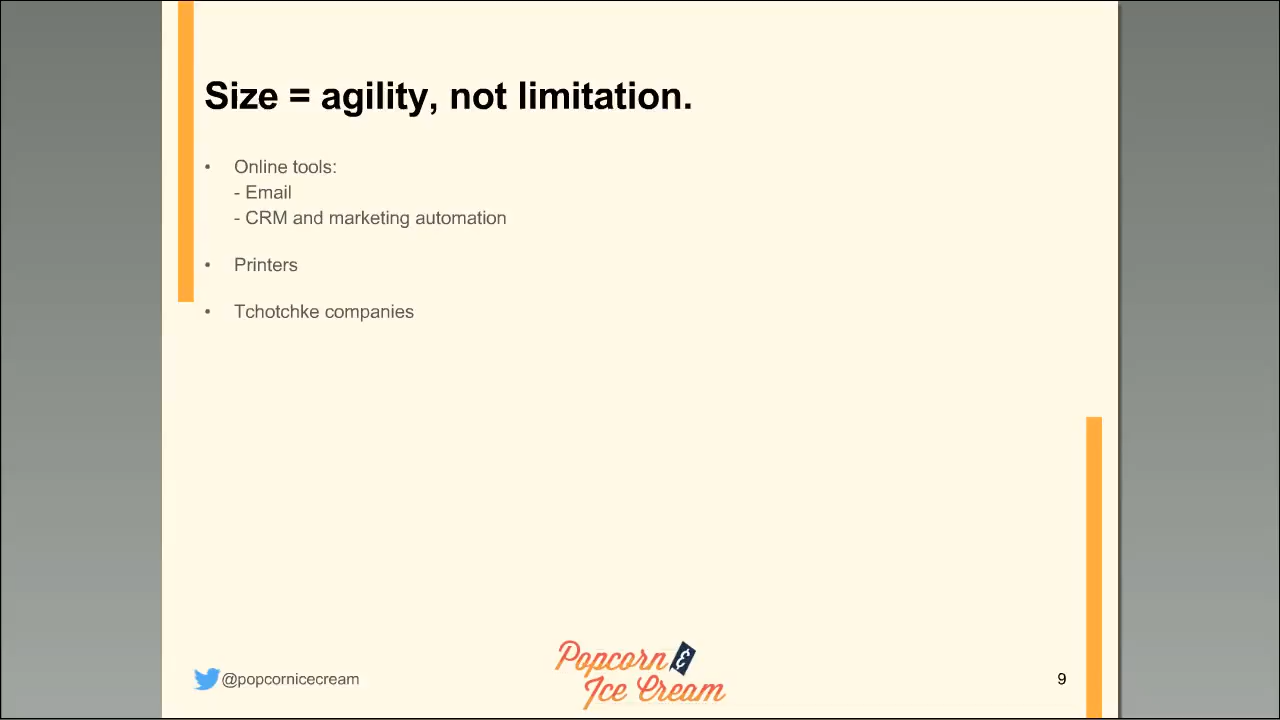 Size = agility, not limitation.
• Online tools:
- Email
- CRM and marketing automation
• Printers
• Tchotchke companies
Popcorn &
Ice Cream
@popcornicecream
9